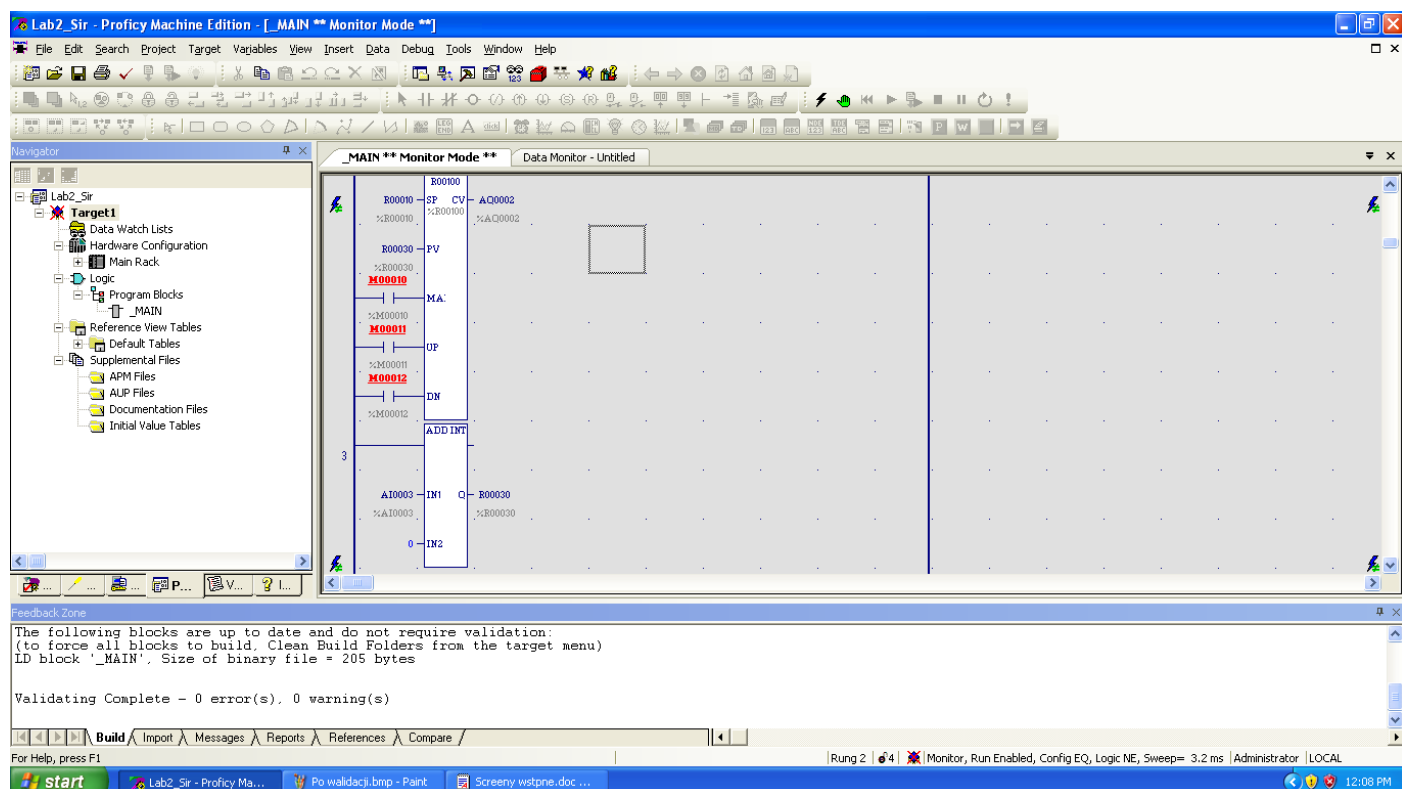 Lab2_Sir - Proficy Machine Edition - [_MAIN ** Monitor Mode **]
File Edit Search Project Target Variables View Insert Data Debug Tools Window Help
Navigator
_MAIN ** Monitor Mode **
Data Monitor - Untitled
Lab2_Sir
Target1
Data Watch Lists
Hardware Configuration
Main Rack
Logic
Program Blocks
_MAIN
Reference View Tables
Default Tables
Supplemental Files
APM Files
AUP Files
Documentation Files
Initial Value Tables
R00100
R00010 SP CV AQ0002
%R00010 %R00100 %AQ0002
R00030 PV
%R00030
M00010
MA
%M00010
M00011
UP
%M00011
M00012
DN
%M00012
ADD INT
3
AI0003 IN1 Q R00030
%AI0003 %R00030
0 IN2
... ... ... P... V... I...
Feedback Zone
The following blocks are up to date and do not require validation:
(to force all blocks to build, Clean Build Folders from the target menu)
LD block '_MAIN', Size of binary file = 205 bytes
Validating Complete - 0 error(s), 0 warning(s)
Build Import Messages Reports References Compare
For Help, press F1
Rung 2 4 Monitor, Run Enabled, Config EQ, Logic NE, Sweep= 3.2 ms Administrator LOCAL
start Lab2_Sir - Proficy Ma... Po walidacji.bmp - Paint Screeny wstpne.doc ... 12:08 PM